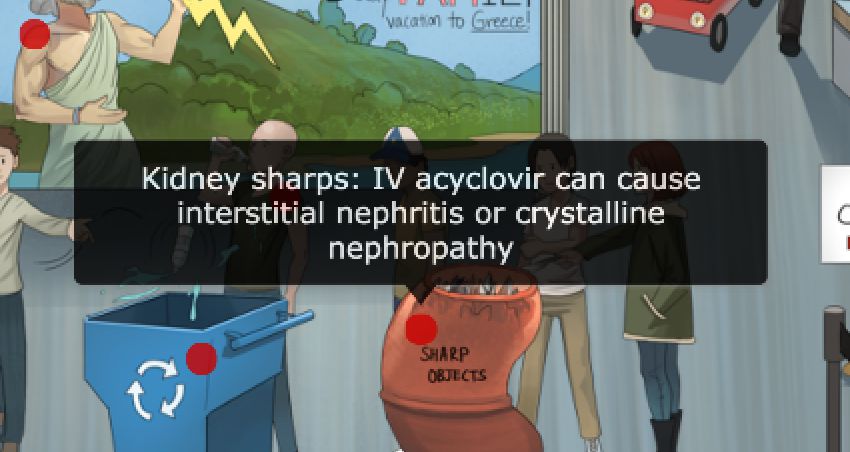 vacation to Greece!
Kidney sharps: IV acyclovir can cause
interstitial nephritis or crystalline
nephropathy
SHARP
OBJECTS